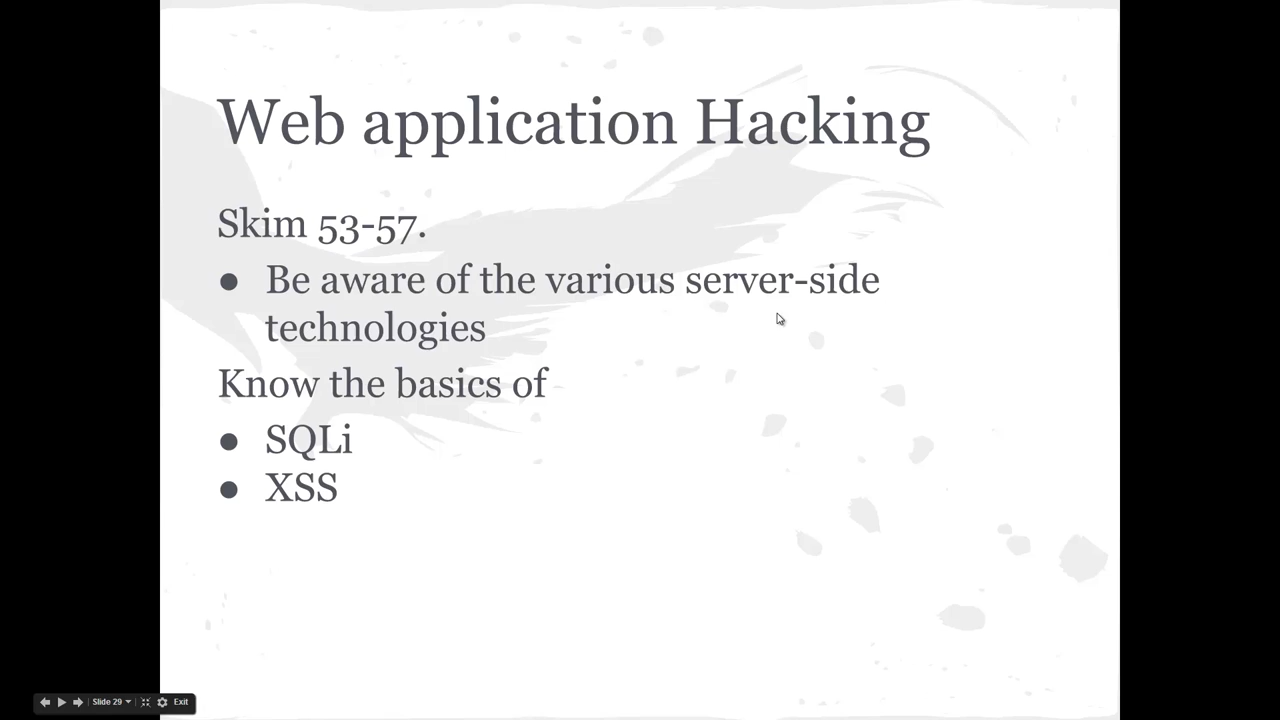 Web application Hacking
Skim 53-57.
● Be aware of the various server-side
technologies
Know the basics of
● SQLi
● XSS
Slide 29
Exit